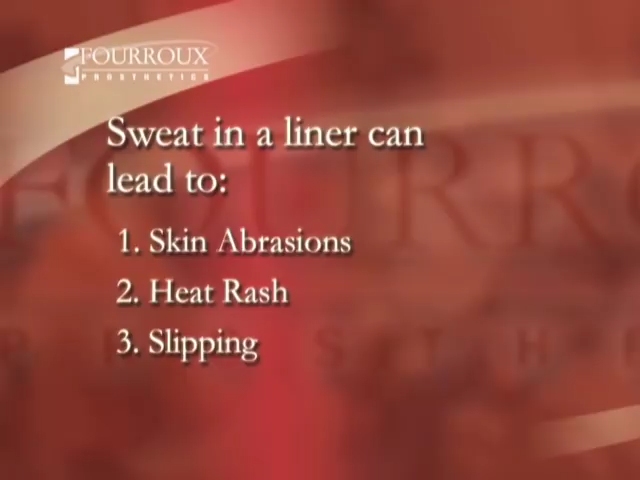 FOURROUX
PROSTHETICS
Sweat in a liner can
lead to:
1. Skin Abrasions
2. Heat Rash
3. Slipping